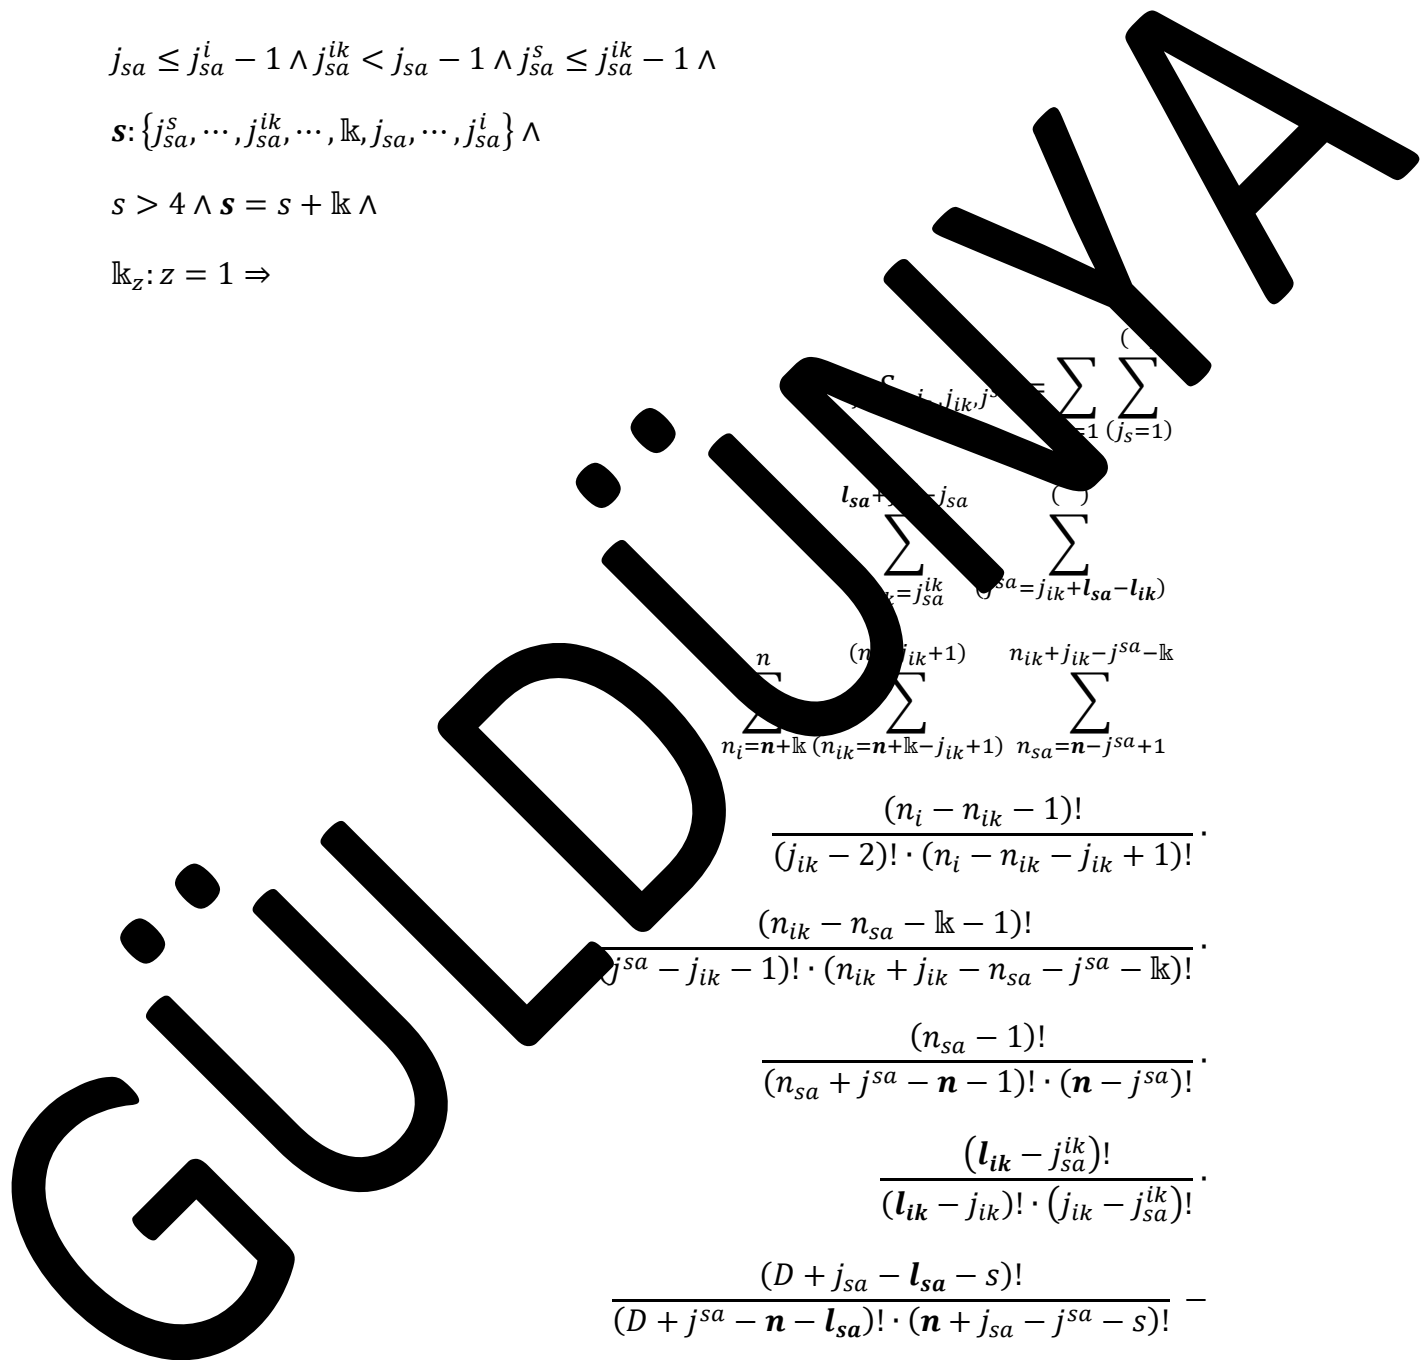 j_{sa} ≤ j_{sa}^{i} − 1 ∧ j_{sa}^{ik} < j_{sa} − 1 ∧ j_{sa}^{s} ≤ j_{sa}^{ik} − 1 ∧
s: {j_{sa}^{s}, ⋯, j_{sa}^{ik}, ⋯, 𝕜, j_{sa}, ⋯, j_{sa}^{i}} ∧
s > 4 ∧ s = s + 𝕜 ∧
𝕜_z: z = 1 ⇒
j_{ik}, = ∑ ∑_{(j_s=1)}^{( )}
∑_{=j_{sa}^{ik}}^{l_{sa}+ −j_{sa}} ∑_{(j^{sa}=j_{ik}+l_{sa}−l_{ik})}^{( )}
∑_{n_i=n+𝕜}^{n} ∑_{(n_{ik}=n+𝕜−j_{ik}+1)}^{( j_{ik}+1)} ∑_{n_{sa}=n−j^{sa}+1}^{n_{ik}+j_{ik}−j^{sa}−𝕜}
(n_i − n_{ik} − 1)!
(j_{ik} − 2)! · (n_i − n_{ik} − j_{ik} + 1)! ·
(n_{ik} − n_{sa} − 𝕜 − 1)!
(j^{sa} − j_{ik} − 1)! · (n_{ik} + j_{ik} − n_{sa} − j^{sa} − 𝕜)! ·
(n_{sa} − 1)!
(n_{sa} + j^{sa} − n − 1)! · (n − j^{sa})! ·
(l_{ik} − j_{sa}^{ik})!
(l_{ik} − j_{ik})! · (j_{ik} − j_{sa}^{ik})! ·
(D + j_{sa} − l_{sa} − s)!
(D + j^{sa} − n − l_{sa})! · (n + j_{sa} − j^{sa} − s)! −
GÜLDÜNYA